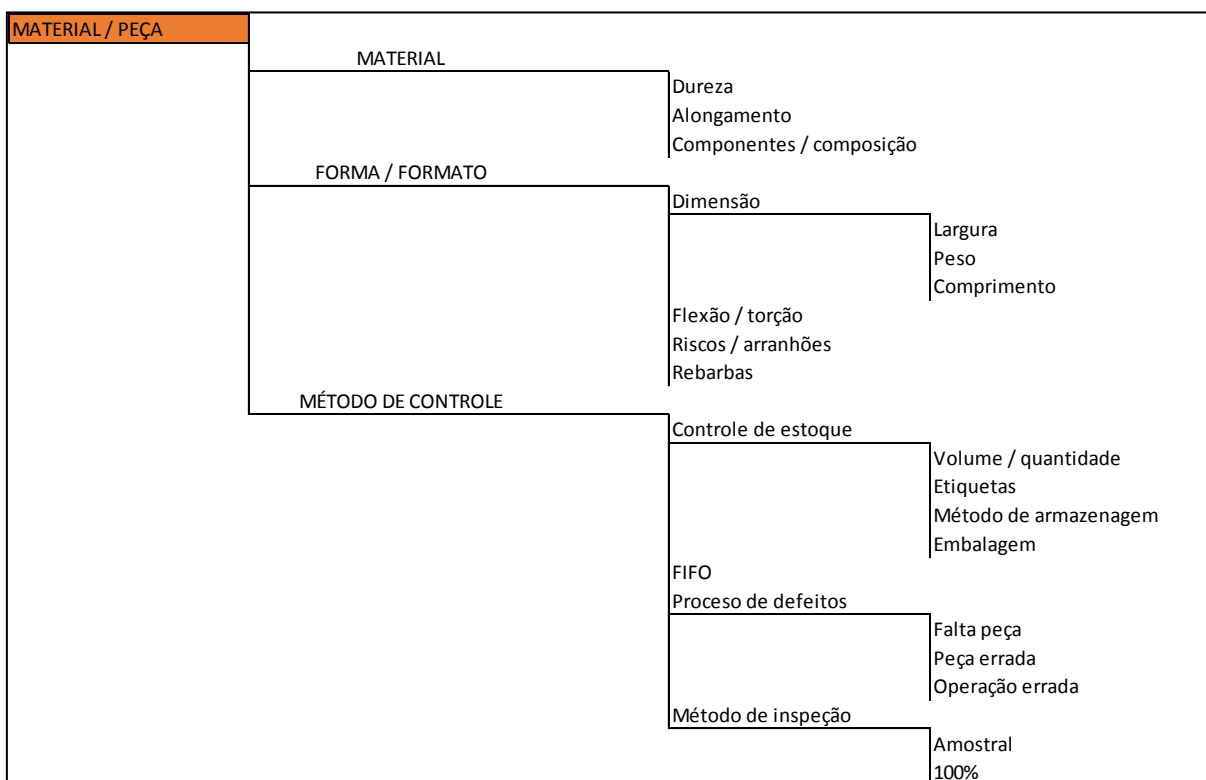 MATERIAL / PEÇA
MATERIAL
Dureza
Alongamento
Componentes / composição
FORMA / FORMATO
Dimensão
Largura
Peso
Comprimento
Flexão / torção
Riscos / arranhões
Rebarbas
MÉTODO DE CONTROLE
Controle de estoque
Volume / quantidade
Etiquetas
Método de armazenagem
Embalagem
FIFO
Proceso de defeitos
Falta peça
Peça errada
Operação errada
Método de inspeção
Amostral
100%